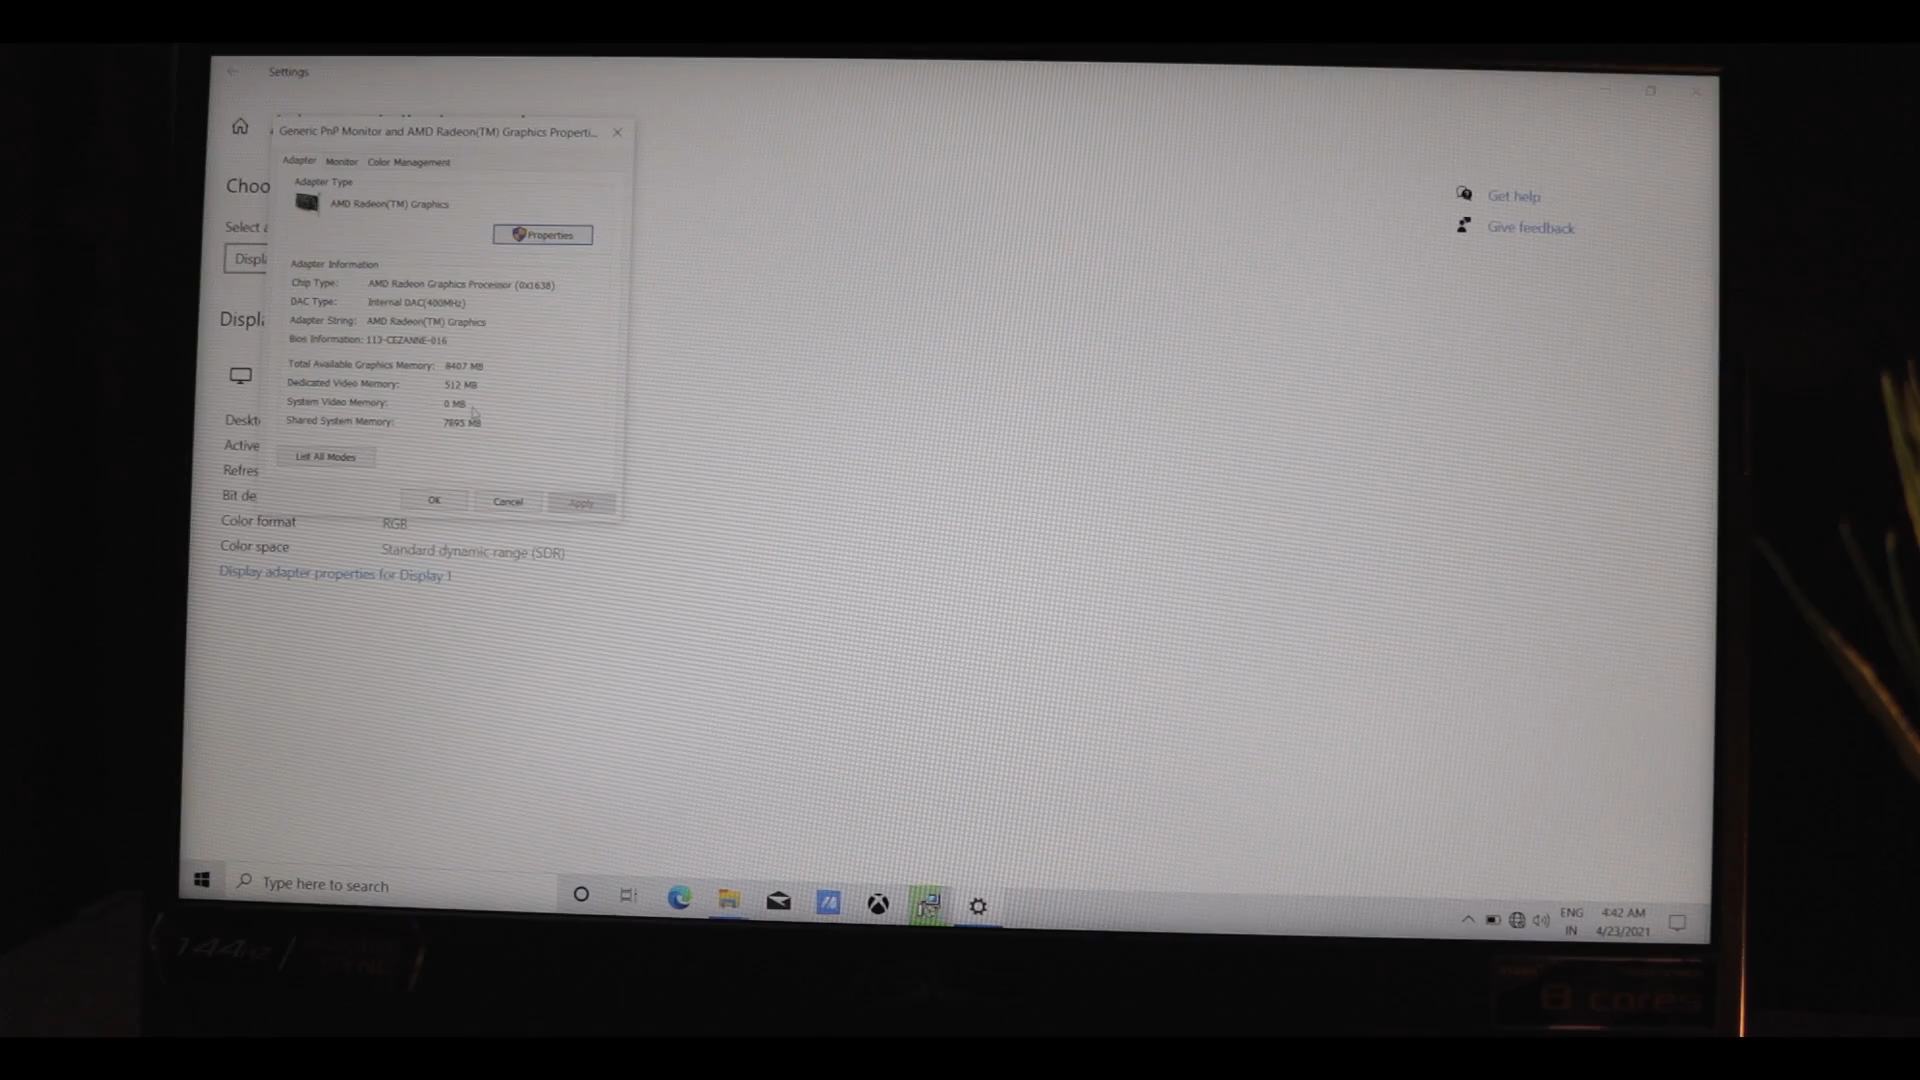 Settings
Generic PnP Monitor and AMD Radeon(TM) Graphics Properti...
Adapter Monitor Color Management
Adapter Type
AMD Radeon(TM) Graphics
Properties
Adapter Information
Chip Type: AMD Radeon Graphics Processor (0x1638)
DAC Type: Internal DAC(400MHz)
Adapter String: AMD Radeon(TM) Graphics
Bios Information: 113-CEZANNE-016
Total Available Graphics Memory: 8407 MB
Dedicated Video Memory: 512 MB
System Video Memory: 0 MB
Shared System Memory: 7895 MB
List All Modes
OK Cancel Apply
Choo
Select a
Displ
Displ
Deskt
Active
Refres
Bit de
Color format RGB
Color space Standard dynamic range (SDR)
Display adapter properties for Display 1
Get help
Give feedback
Type here to search
ENG
IN
4:42 AM
4/23/2021
144Hz /
8 cores